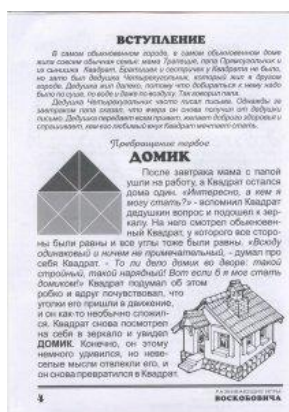 ВСТУПЛЕНИЕ
В самом обыкновенном городе, в самом обыкновенном доме
жила совсем обычная семья: мама Трапеция, папа Прямоугольник и
их сынишка Квадрат. Братишек и сестричек у Квадрата не было,
но зато был дедушка Четырехугольник, который жил в другом
городе. Дедушка жил далеко, потому что добираться к нему надо
было по суше, по воде и даже по воздуху. Так говорил папа.
Дедушка Четырехугольник часто писал письма. Однажды за
завтраком папа сказал, что вчера он снова получил от дедушки
письмо. Дедушка передает всем привет, желает доброго здоровья и
спрашивает, кем его любимый внук Квадрат мечтает стать.
Превращение первое
ДОМИК
После завтрака мама с папой
ушли на работу, а Квадрат остался
дома один. «Интересно, а кем я
могу стать?» - вспомнил Квадрат
дедушкин вопрос и подошел к зер-
калу. На него смотрел обыкновен-
ный Квадрат, у которого все сторо-
ны были равны и все углы тоже были равны. «Всюду
одинаковый и ничем не примечательный, - думал про
себя Квадрат. - То ли дело домик во дворе: такой
стройный, такой нарядный! Вот если б я мог стать
домиком!» Квадрат подумал об этом
робко и вдруг почувствовал, что
уголки его пришли в движение,
и он как-то необычно сложил-
ся. Квадрат снова посмотрел
на себя в зеркало и увидел
ДОМИК. Конечно, он этому
немного удивился, но неве-
селые мысли отвлекли его, и
он снова превратился в Квадрат.
4
РАЗВИВАЮЩИЕ ИГРЫ
ВОСКОБОВИЧА